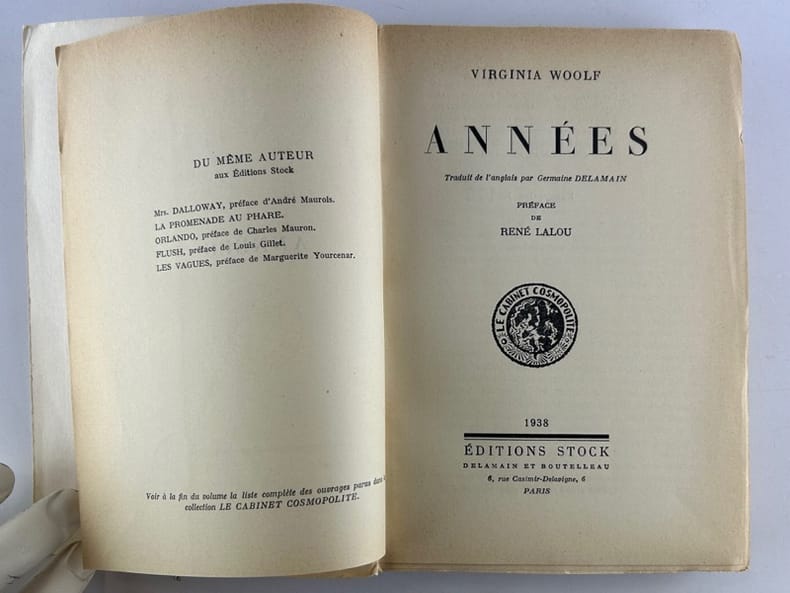 DU MÊME AUTEUR
aux Éditions Stock
Mrs. DALLOWAY, préface d'André Maurois.
LA PROMENADE AU PHARE.
ORLANDO, préface de Charles Mauron.
FLUSH, préface de Louis Gillet.
LES VAGUES, préface de Marguerite Yourcenar.
Voir à la fin du volume la liste complète des ouvrages parus dans
collection LE CABINET COSMOPOLITE.
VIRGINIA WOOLF
ANNÉES
Traduit de l'anglais par Germaine DELAMAIN
PRÉFACE
DE
RENÉ LALOU
LE CABINET COSMOPOLITE
1938
ÉDITIONS STOCK
DELAMAIN ET BOUTELLEAU
6, rue Casimir-Delavigne, 6
PARIS